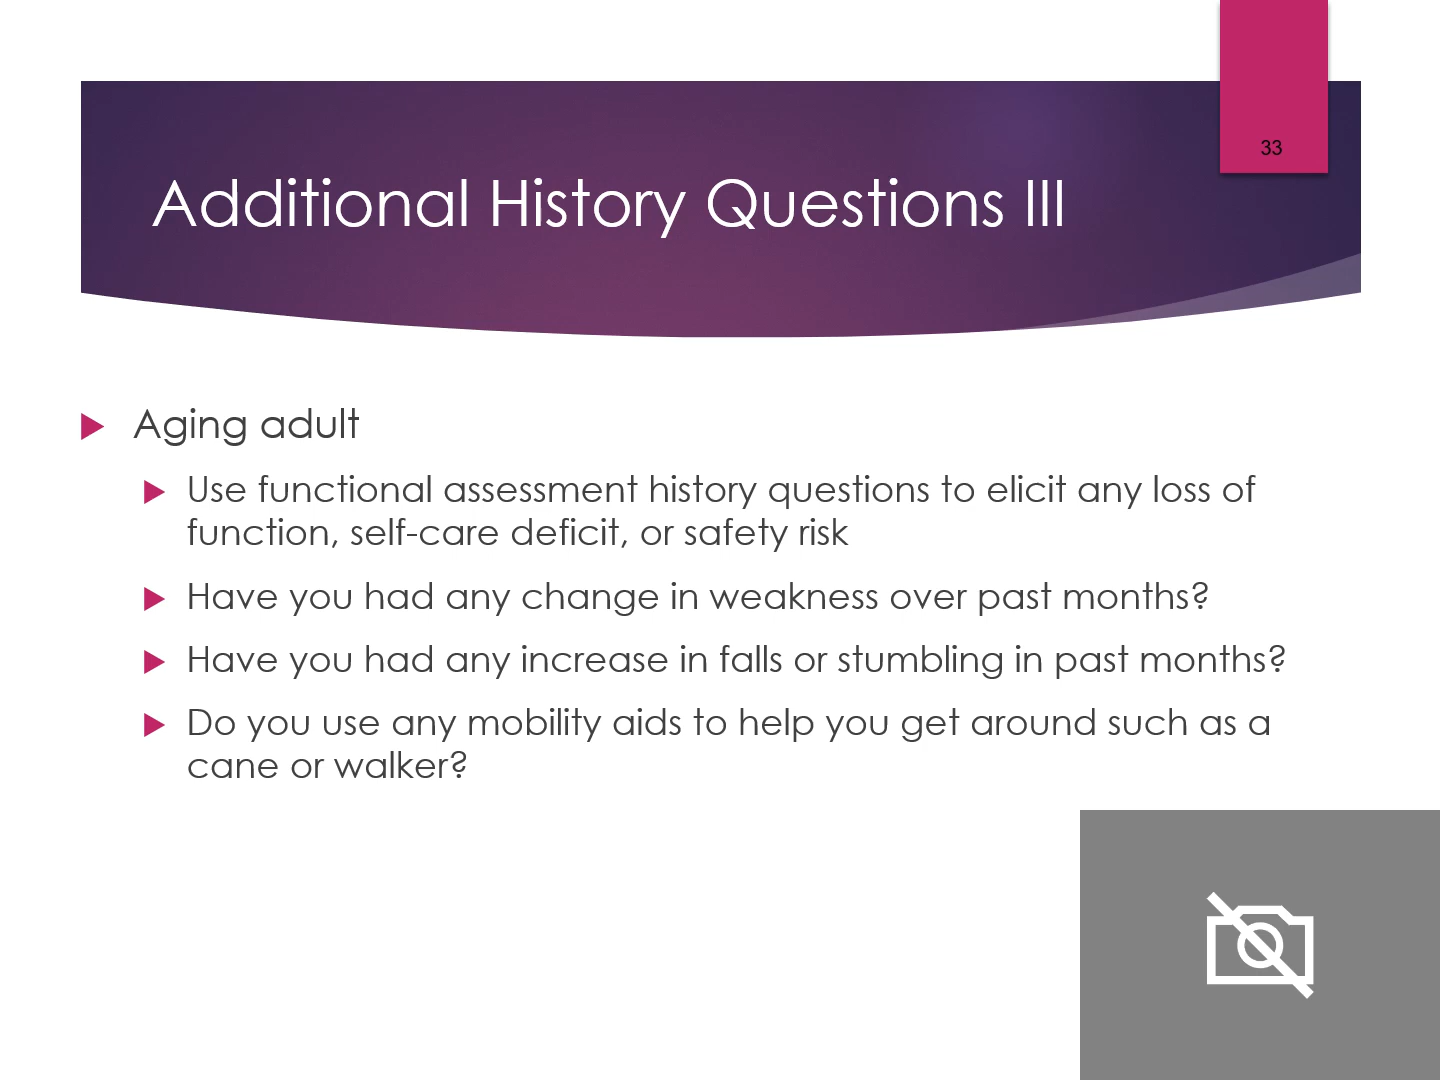 33
Additional History Questions III
Aging adult
Use functional assessment history questions to elicit any loss of
function, self-care deficit, or safety risk
Have you had any change in weakness over past months?
Have you had any increase in falls or stumbling in past months?
Do you use any mobility aids to help you get around such as a
cane or walker?